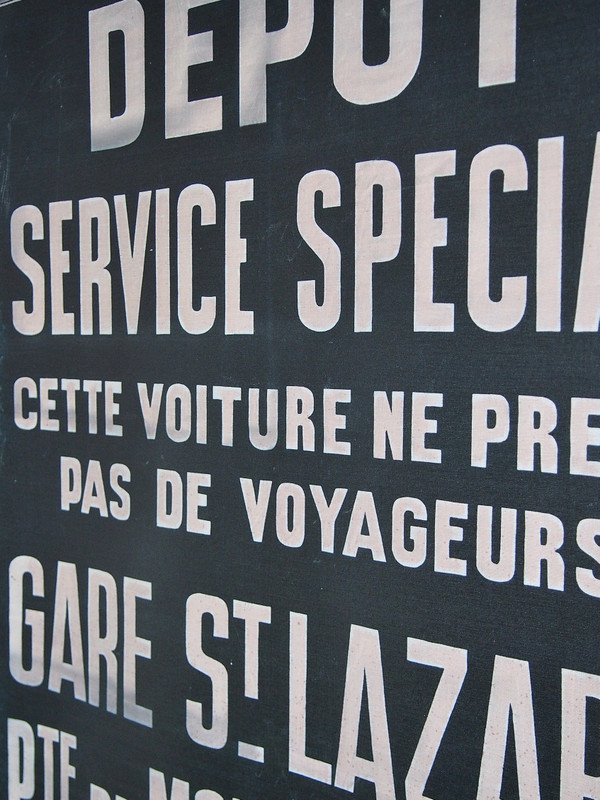 DEPOT
SERVICE SPECIA
CETTE VOITURE NE PRE
PAS DE VOYAGEURS
GARE ST LAZAR
PTE